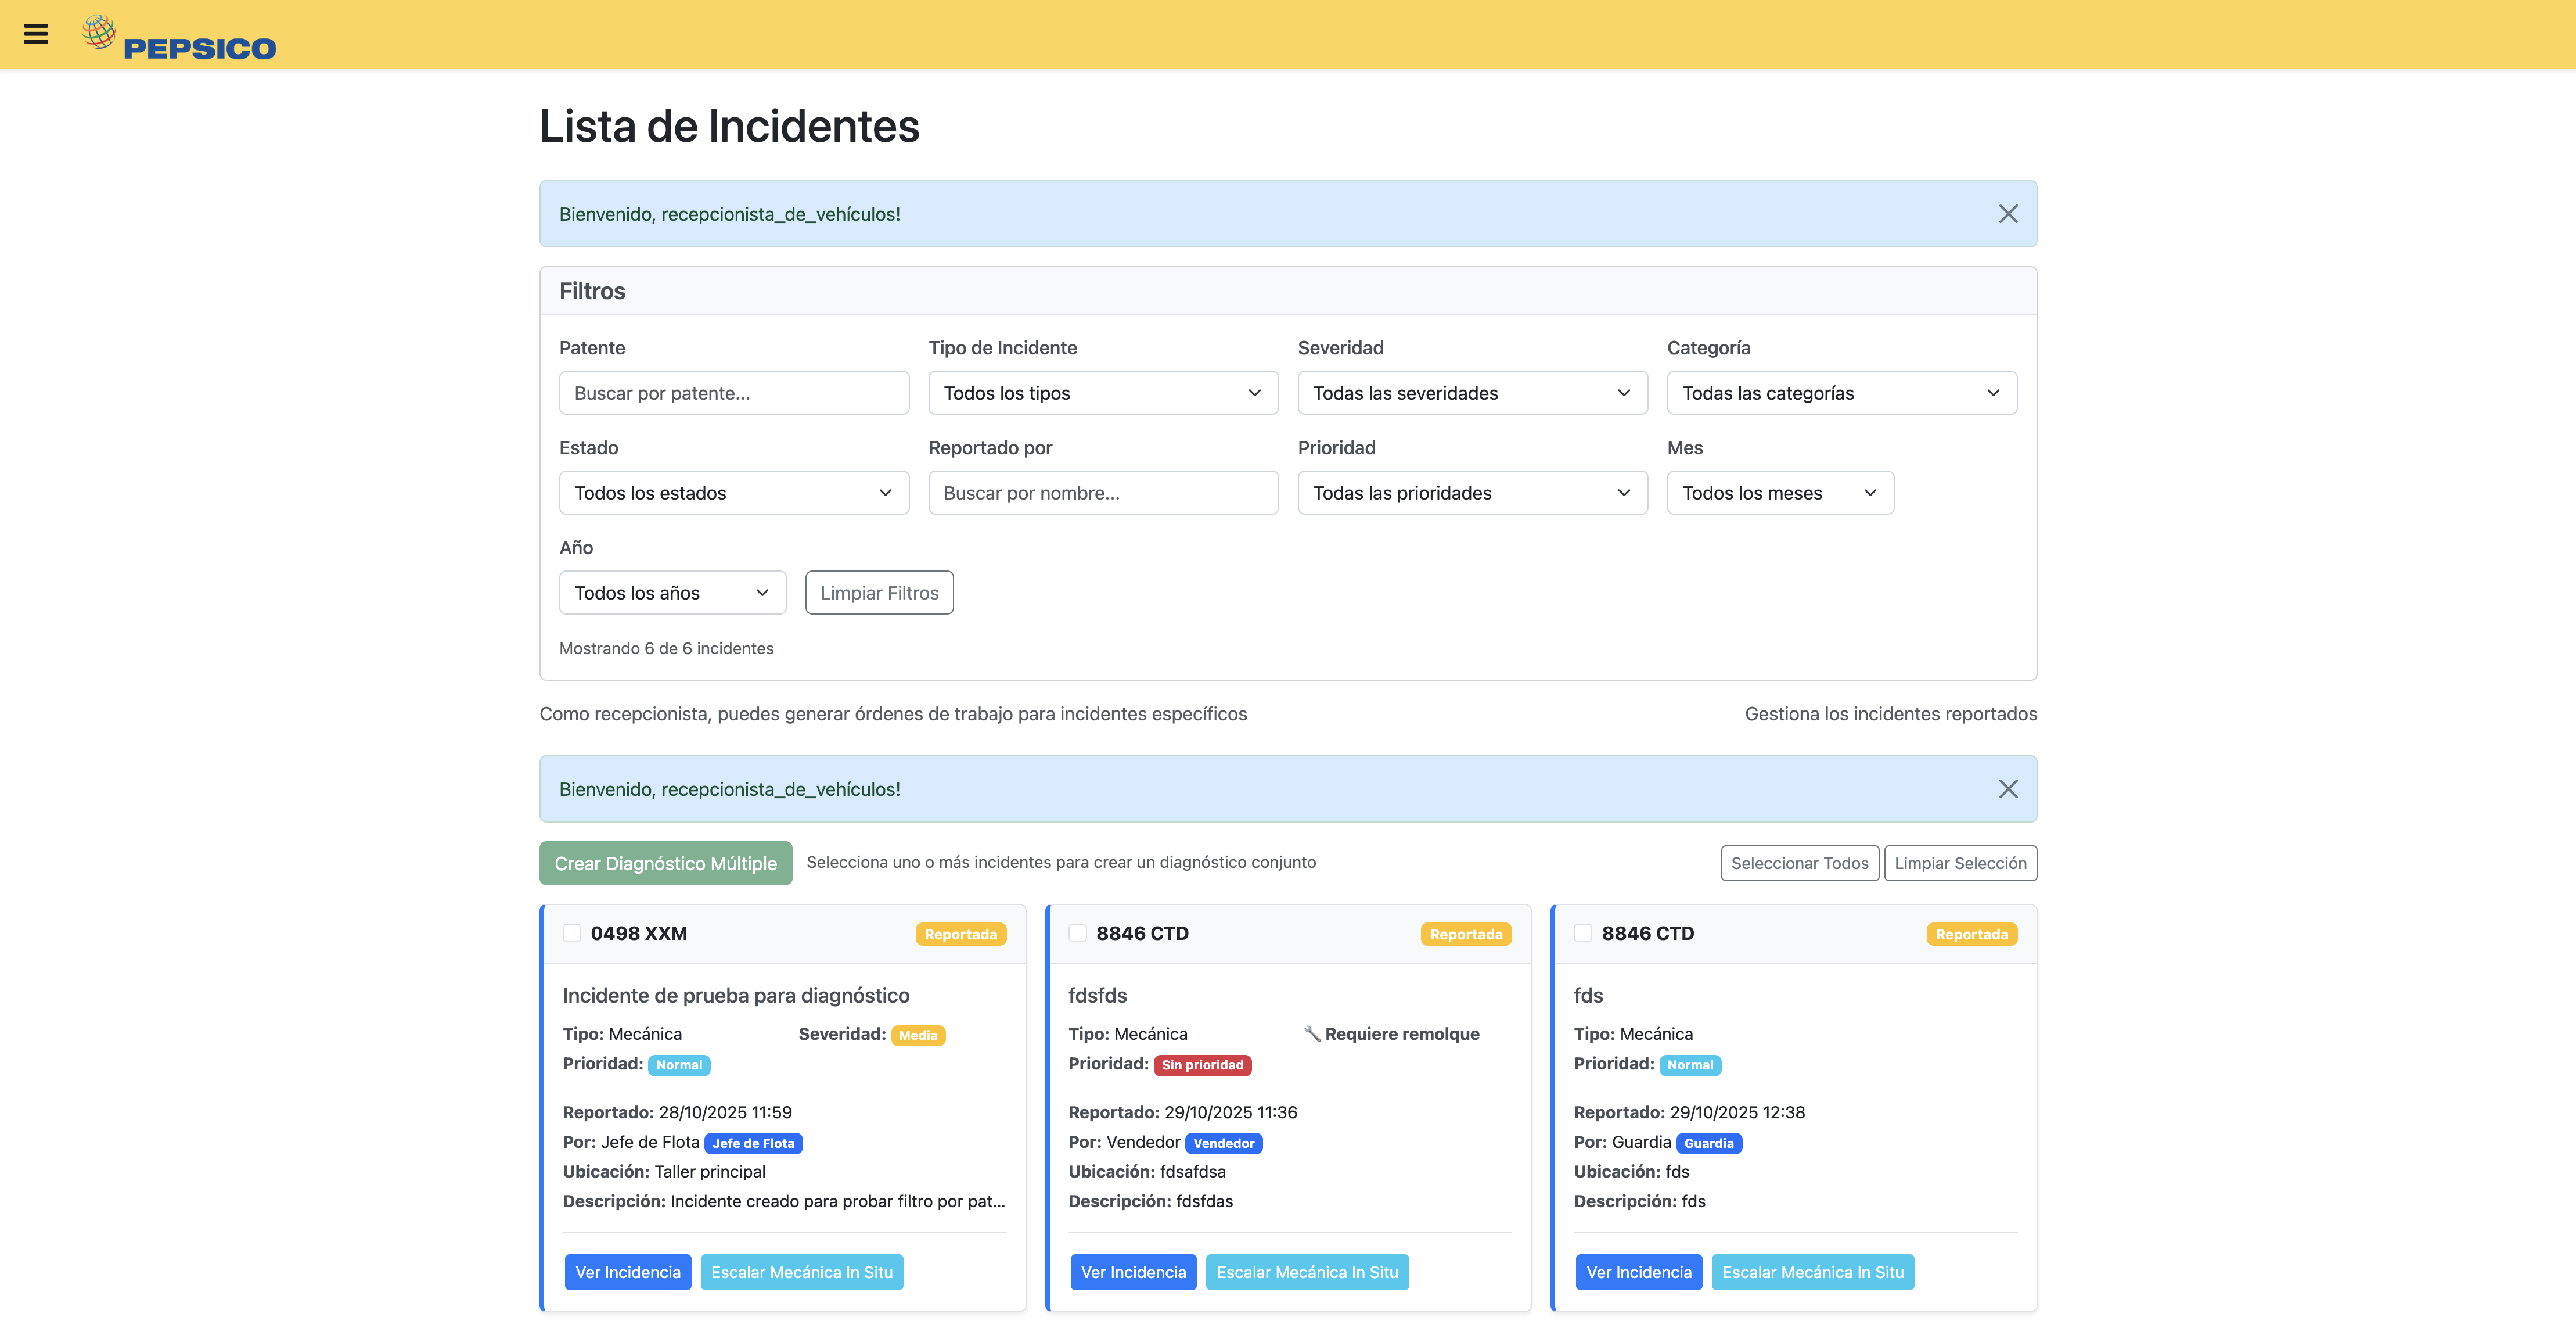 PEPSICO
Lista de Incidentes
Bienvenido, recepcionista_de_vehículos!
Filtros
Patente
Tipo de Incidente
Severidad
Categoría
Buscar por patente...
Todos los tipos
Todas las severidades
Todas las categorías
Estado
Reportado por
Prioridad
Mes
Todos los estados
Buscar por nombre...
Todas las prioridades
Todos los meses
Año
Todos los años
Limpiar Filtros
Mostrando 6 de 6 incidentes
Como recepcionista, puedes generar órdenes de trabajo para incidentes específicos
Gestiona los incidentes reportados
Bienvenido, recepcionista_de_vehículos!
Crear Diagnóstico Múltiple
Selecciona uno o más incidentes para crear un diagnóstico conjunto
Seleccionar Todos
Limpiar Selección
0498 XXM
Reportada
Incidente de prueba para diagnóstico
Tipo: Mecánica
Severidad: Media
Prioridad: Normal
Reportado: 28/10/2025 11:59
Por: Jefe de Flota Jefe de Flota
Ubicación: Taller principal
Descripción: Incidente creado para probar filtro por pat...
Ver Incidencia
Escalar Mecánica In Situ
8846 CTD
Reportada
fdsfds
Tipo: Mecánica
Requiere remolque
Prioridad: Sin prioridad
Reportado: 29/10/2025 11:36
Por: Vendedor Vendedor
Ubicación: fdsafdsa
Descripción: fdsfdas
Ver Incidencia
Escalar Mecánica In Situ
8846 CTD
Reportada
fds
Tipo: Mecánica
Prioridad: Normal
Reportado: 29/10/2025 12:38
Por: Guardia Guardia
Ubicación: fds
Descripción: fds
Ver Incidencia
Escalar Mecánica In Situ